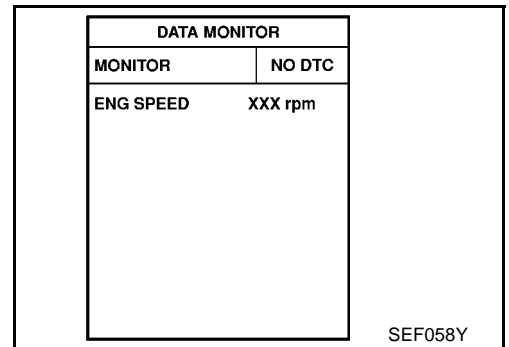 DATA MONITOR
MONITOR NO DTC
ENG SPEED XXX rpm
SEF058Y